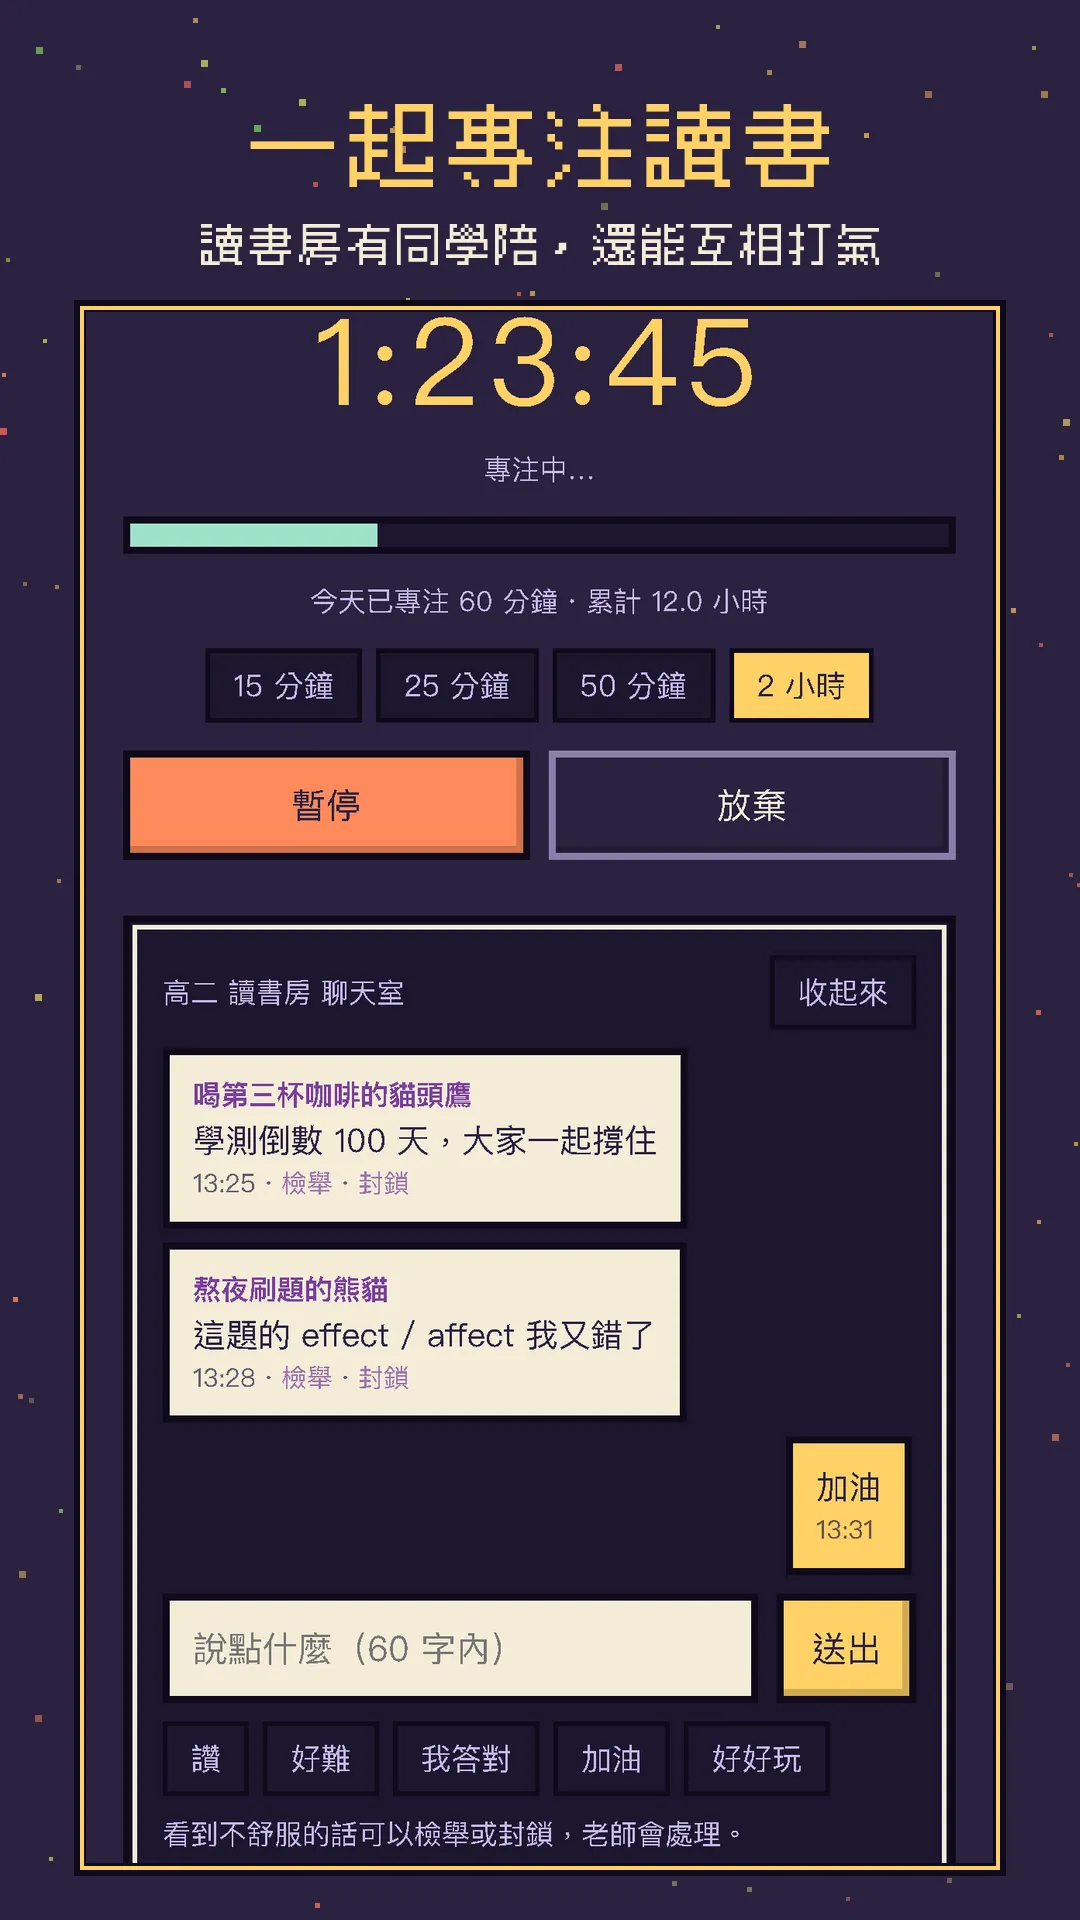 一起專注讀書
讀書房有同學陪，還能互相打氣
1:23:45
專注中...
今天已專注 60 分鐘 · 累計 12.0 小時
15 分鐘
25 分鐘
50 分鐘
2 小時
暫停
放棄
高二 讀書房 聊天室
收起來
喝第三杯咖啡的貓頭鷹
學測倒數 100 天，大家一起撐住
13:25 · 檢舉 · 封鎖
熬夜刷題的熊貓
這題的 effect / affect 我又錯了
13:28 · 檢舉 · 封鎖
加油
13:31
說點什麼（60 字內）
送出
讚
好難
我答對
加油
好好玩
看到不舒服的話可以檢舉或封鎖，老師會處理。